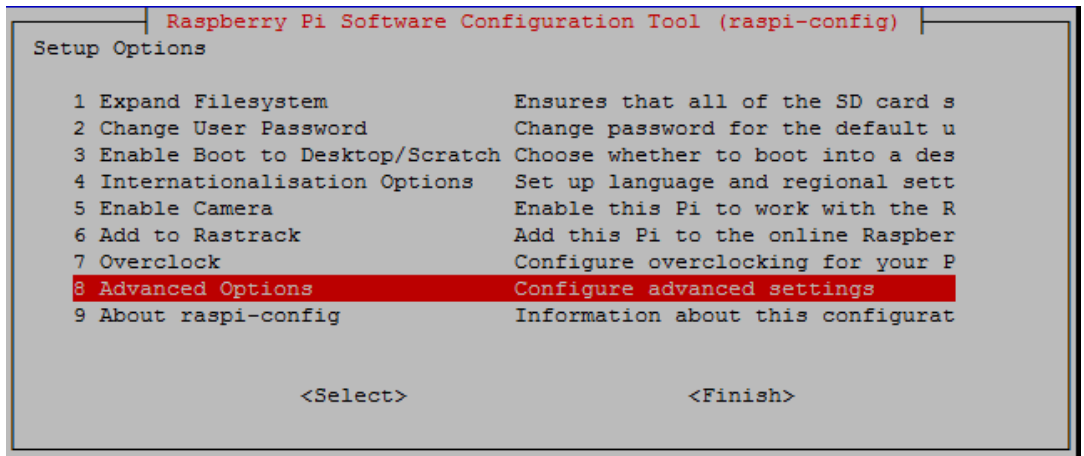 Raspberry Pi Software Configuration Tool (raspi-config)
Setup Options
1 Expand Filesystem Ensures that all of the SD card s
2 Change User Password Change password for the default u
3 Enable Boot to Desktop/Scratch Choose whether to boot into a des
4 Internationalisation Options Set up language and regional sett
5 Enable Camera Enable this Pi to work with the R
6 Add to Rastrack Add this Pi to the online Raspber
7 Overclock Configure overclocking for your P
8 Advanced Options Configure advanced settings
9 About raspi-config Information about this configurat
<Select> <Finish>